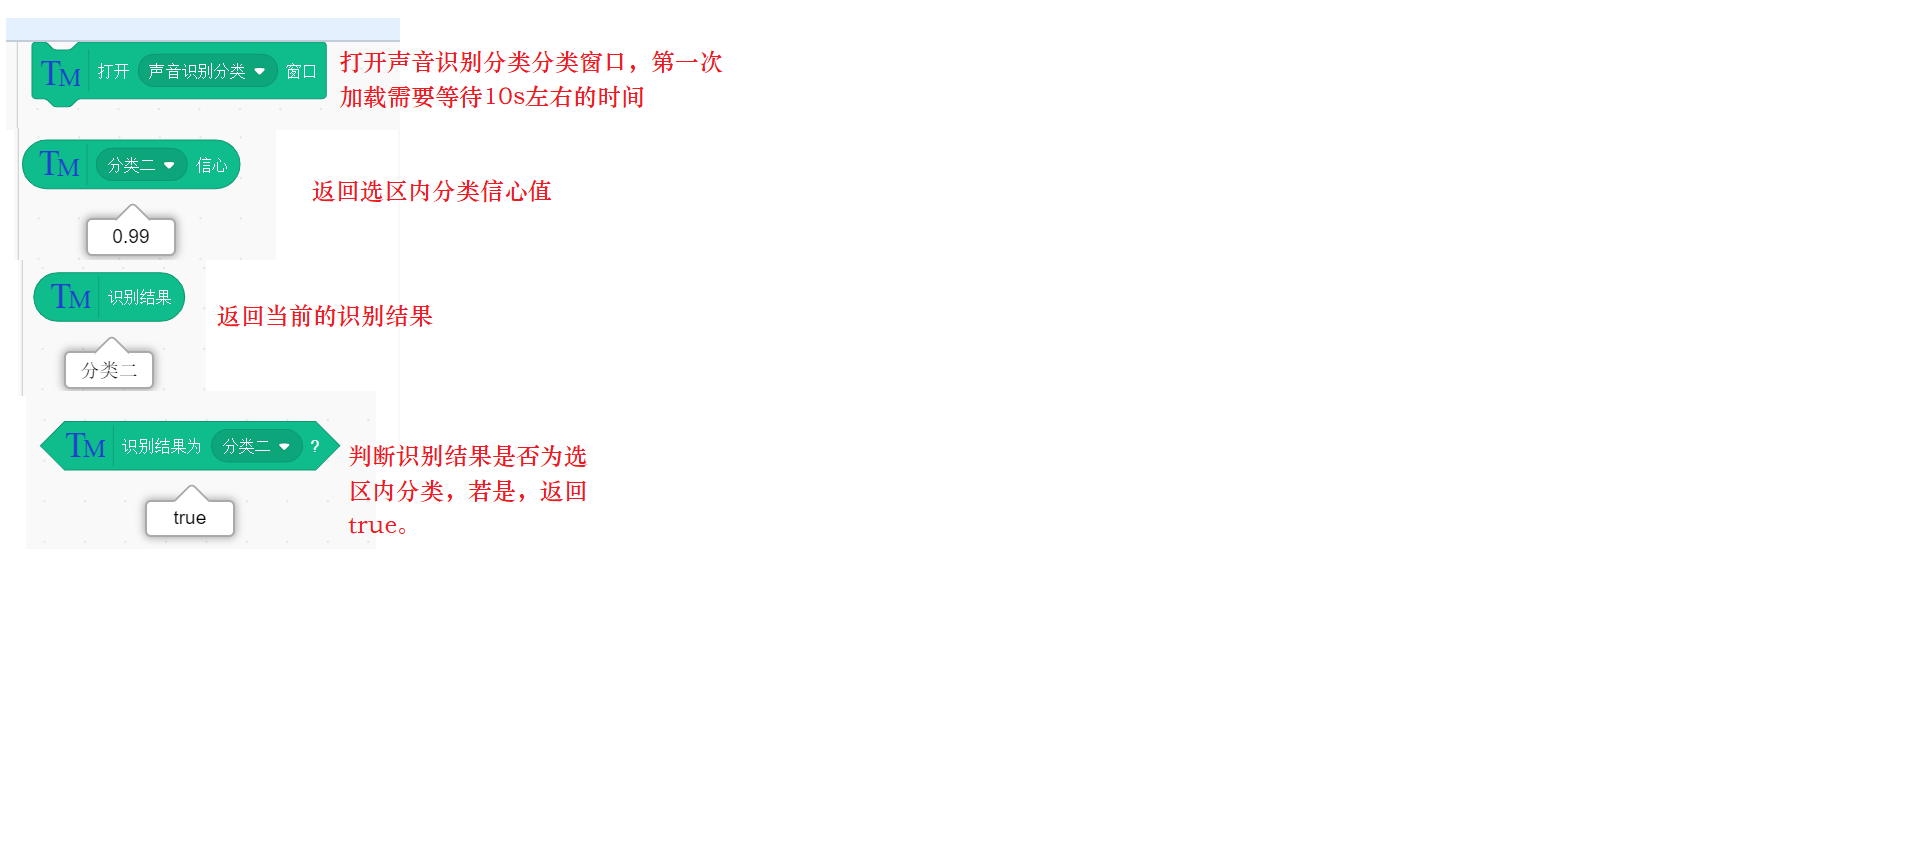 TM 打开 声音识别分类 窗口
打开声音识别分类分类窗口，第一次
加载需要等待10s左右的时间
TM 分类二 信心
返回选区内分类信心值
0.99
TM 识别结果
返回当前的识别结果
分类二
TM 识别结果为 分类二 ?
判断识别结果是否为选
区内分类，若是，返回
true。
true